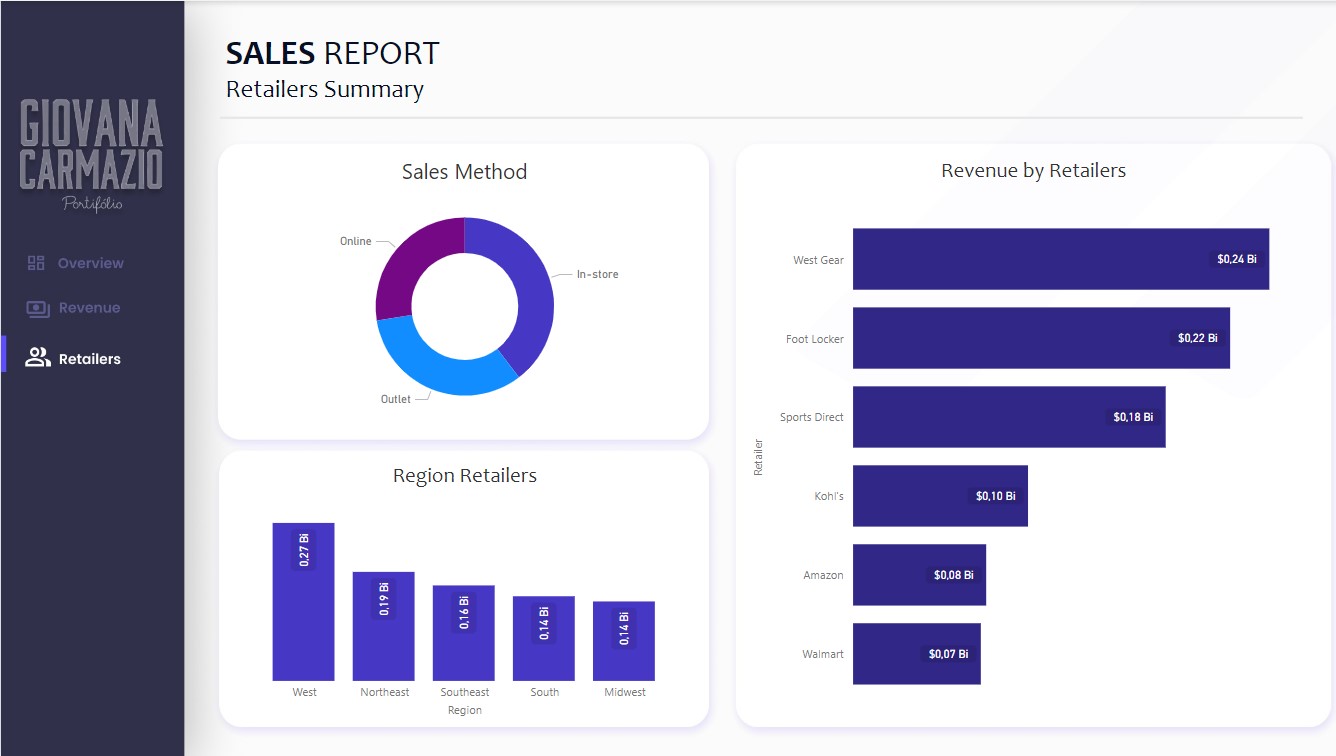 GIOVANA
CARMAZIO
Portifólio
Overview
Revenue
Retailers
SALES REPORT
Retailers Summary
Sales Method
Online
In-store
Outlet
Region Retailers
0,27 Bi
0,19 Bi
0,16 Bi
0,14 Bi
0,14 Bi
West
Northeast
Southeast
South
Midwest
Region
Revenue by Retailers
Retailer
West Gear
$0,24 Bi
Foot Locker
$0,22 Bi
Sports Direct
$0,18 Bi
Kohl's
$0,10 Bi
Amazon
$0,08 Bi
Walmart
$0,07 Bi